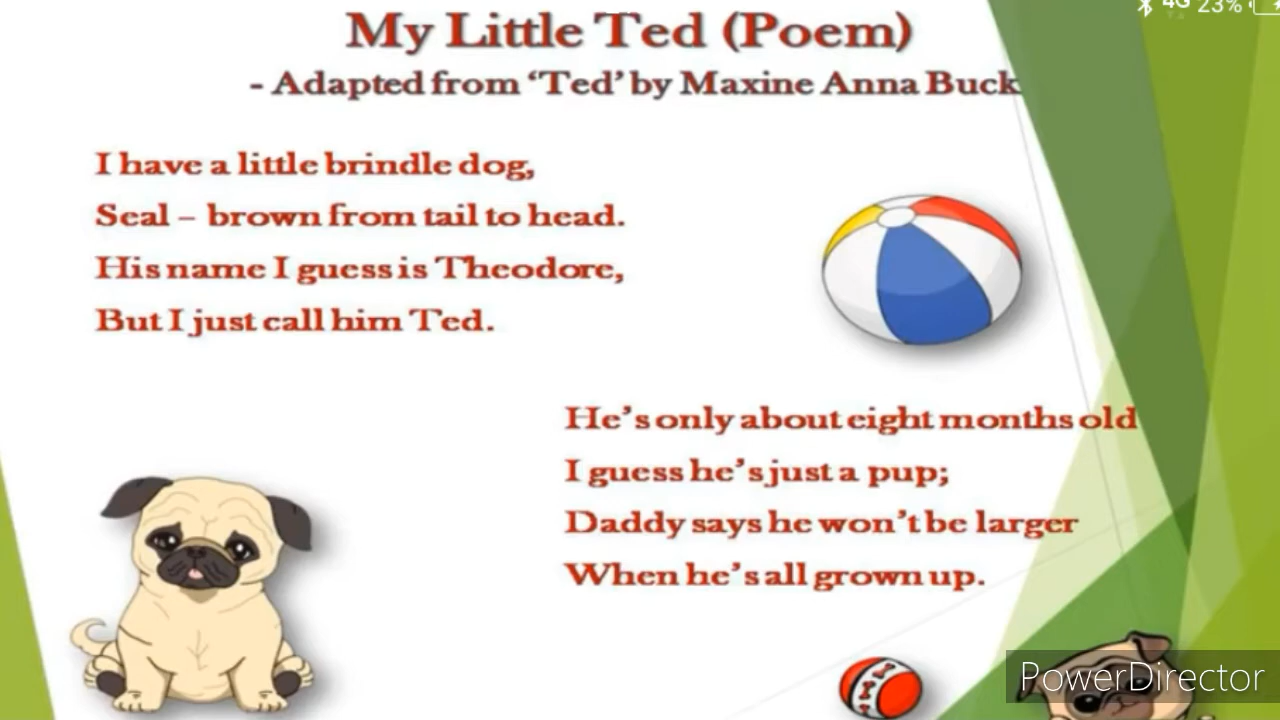 4G 23%
My Little Ted (Poem)
- Adapted from ‘Ted’ by Maxine Anna Buck
I have a little brindle dog,
Seal – brown from tail to head.
His name I guess is Theodore,
But I just call him Ted.
He’s only about eight months old
I guess he’s just a pup;
Daddy says he won’t be larger
When he’s all grown up.
PowerDirector